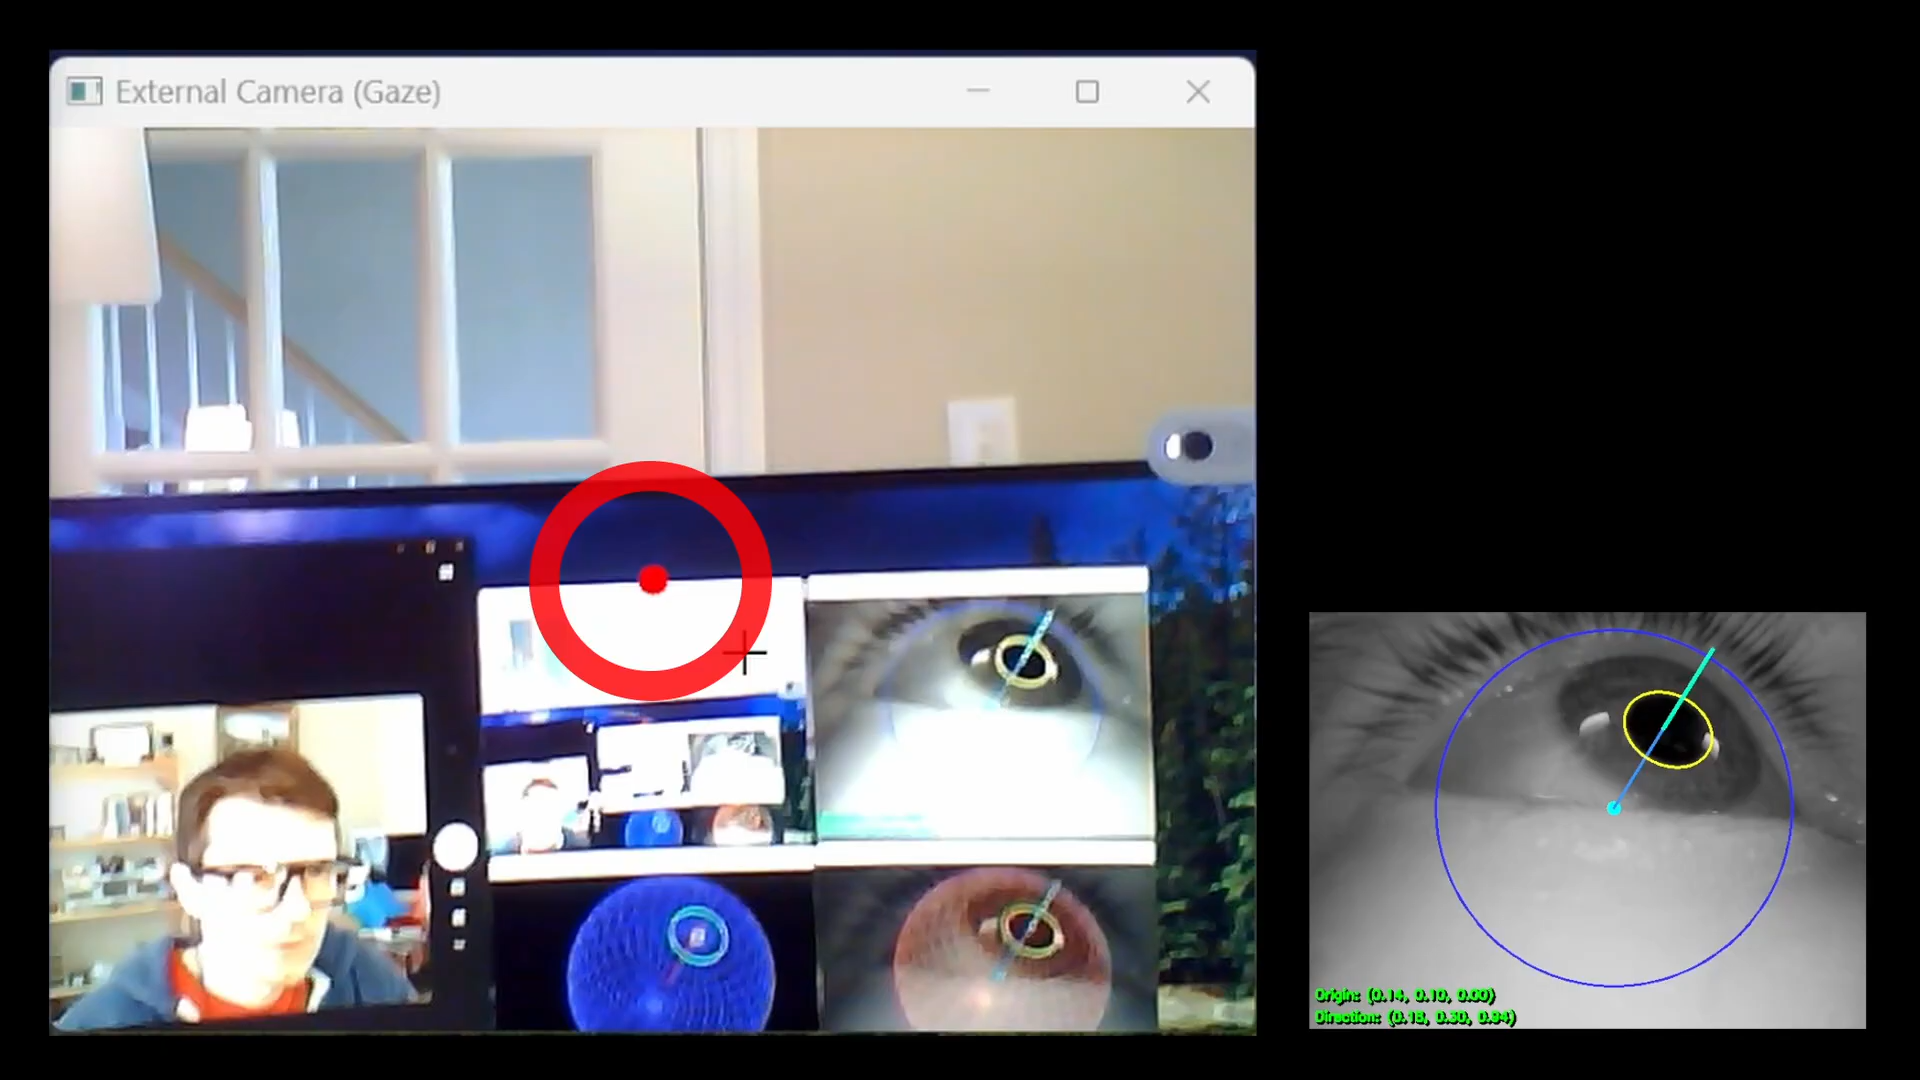 External Camera (Gaze)
Origin: (0.14, 0.10, 0.00)
Direction: (0.18, 0.30, 0.94)